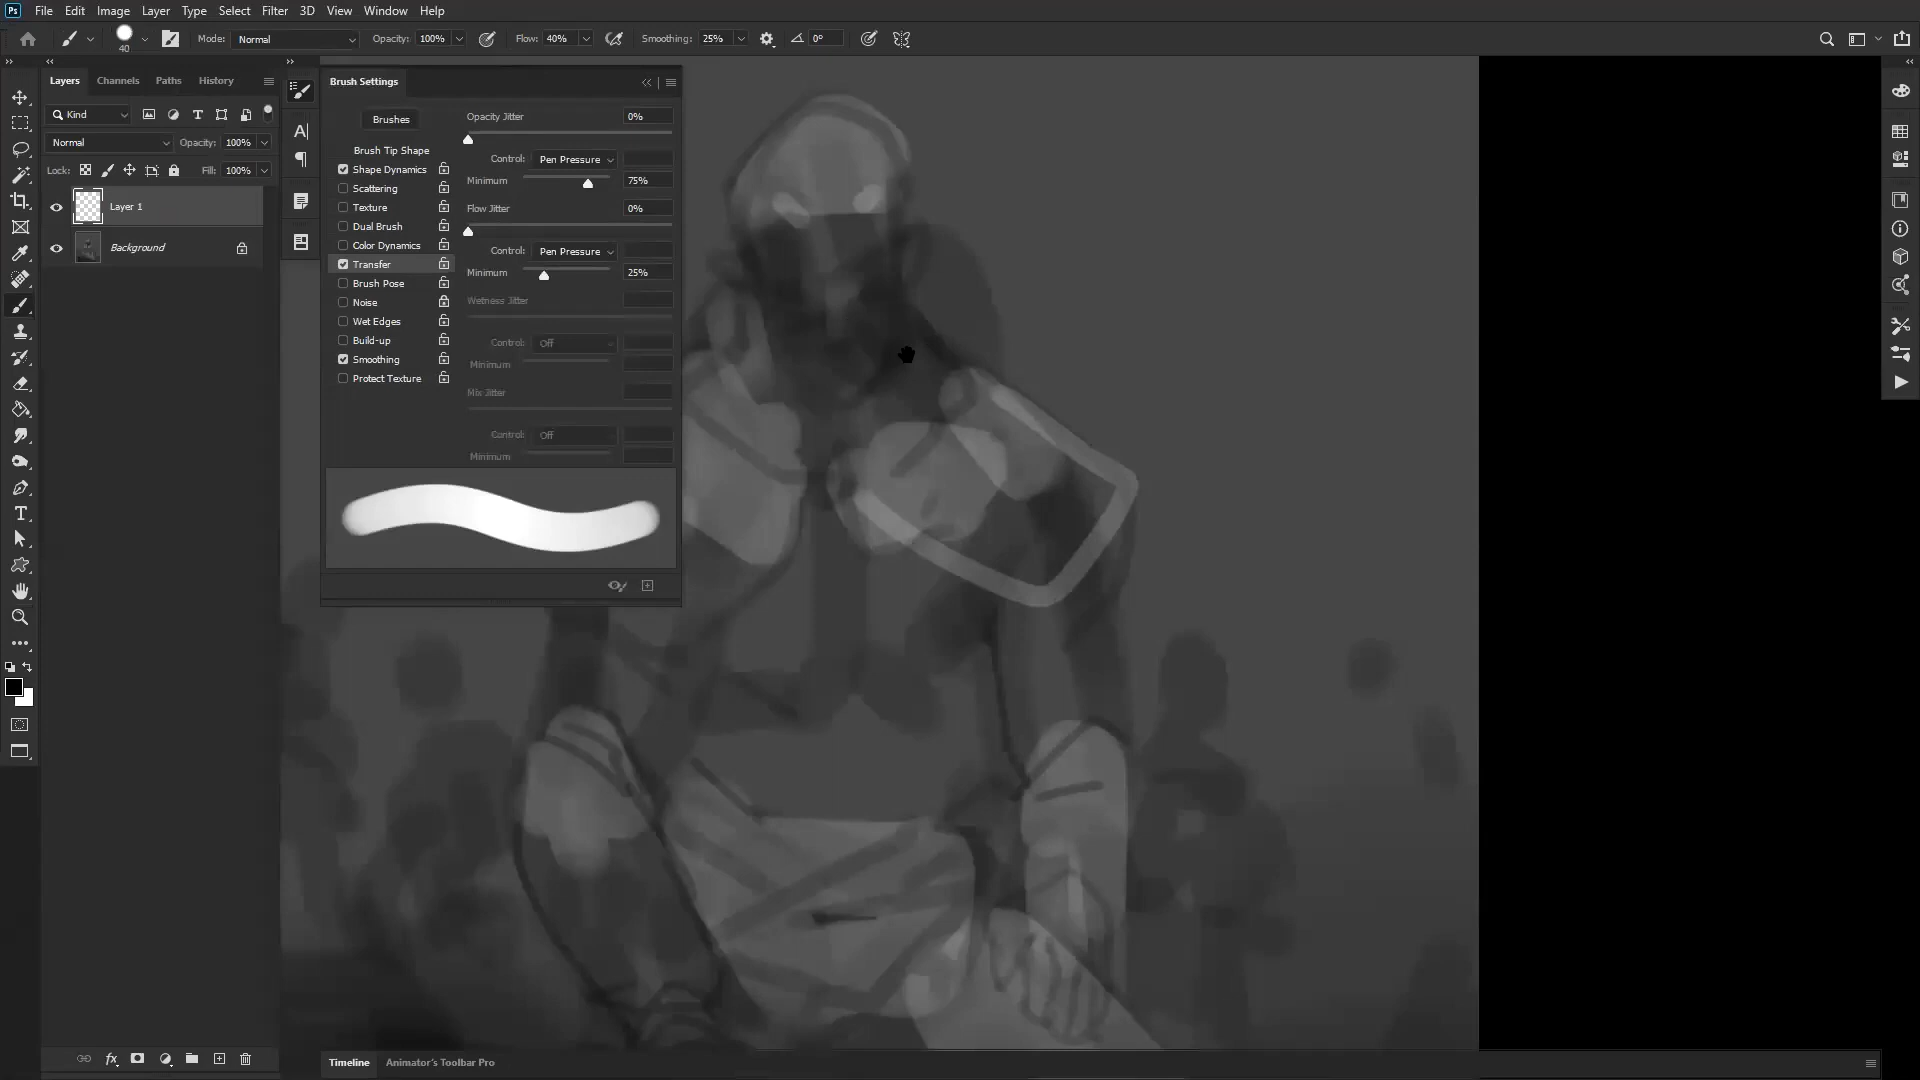 Ps File Edit Image Layer Type Select Filter 3D View Window Help
40 Mode: Normal Opacity: 100% Flow: 40% Smoothing: 25% 0°
Layers Channels Paths History
Kind
Normal Opacity: 100%
Lock: Fill: 100%
Layer 1
Background
Brush Settings
Brushes
Brush Tip Shape
Shape Dynamics
Scattering
Texture
Dual Brush
Color Dynamics
Transfer
Brush Pose
Noise
Wet Edges
Build-up
Smoothing
Protect Texture
Opacity Jitter 0%
Control: Pen Pressure
Minimum 75%
Flow Jitter 0%
Control: Pen Pressure
Minimum 25%
Wetness Jitter
Control: Off
Minimum
Mix Jitter
Control: Off
Minimum
fx
Timeline Animator's Toolbar Pro